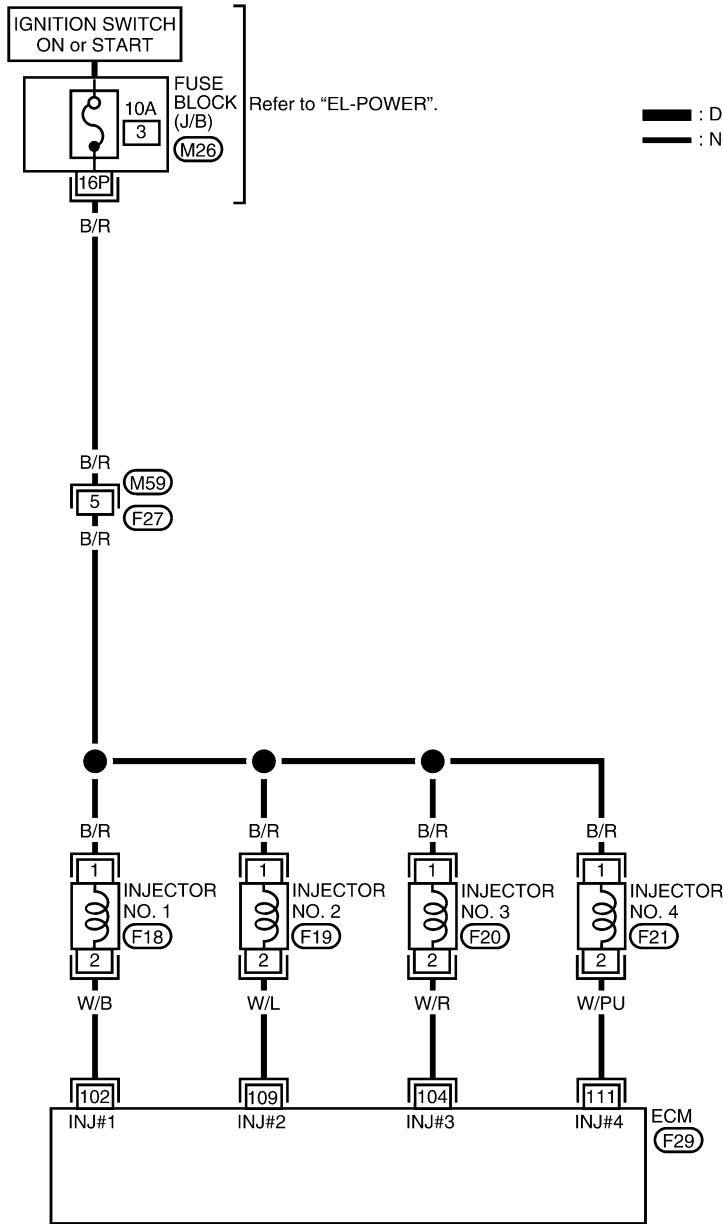 IGNITION SWITCH
ON or START
FUSE
BLOCK
(J/B)
Refer to “EL-POWER”.
10A
3
M26
: D
: N
16P
B/R
B/R
M59
5
F27
B/R
B/R
B/R
B/R
B/R
1
1
1
1
INJECTOR
NO. 1
F18
INJECTOR
NO. 2
F19
INJECTOR
NO. 3
F20
INJECTOR
NO. 4
F21
2
2
2
2
W/B
W/L
W/R
W/PU
102
109
104
111
INJ#1
INJ#2
INJ#3
INJ#4
ECM
F29